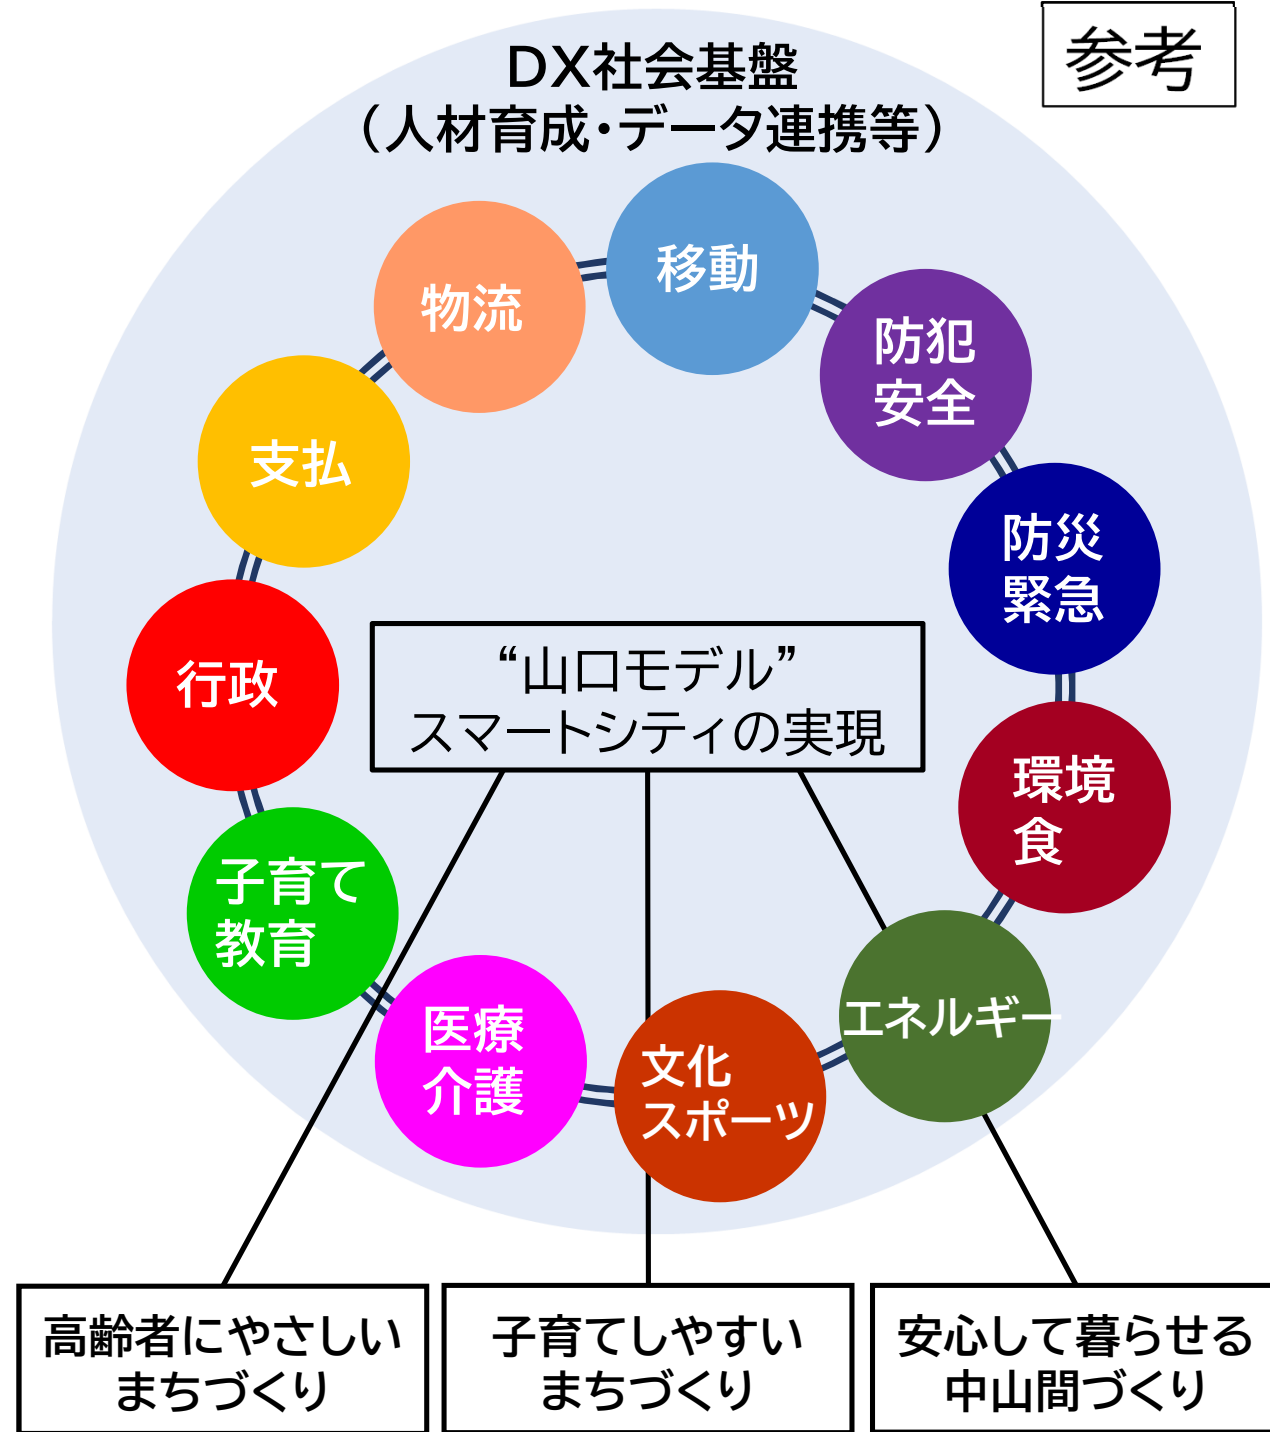 参考
DX社会基盤
（人材育成・データ連携等）
移動
物流
防犯
安全
支払
防災
緊急
“山口モデル”
スマートシティの実現
行政
環境
食
子育て
教育
エネルギー
医療
介護
文化
スポーツ
高齢者にやさしい
まちづくり
子育てしやすい
まちづくり
安心して暮らせる
中山間づくり